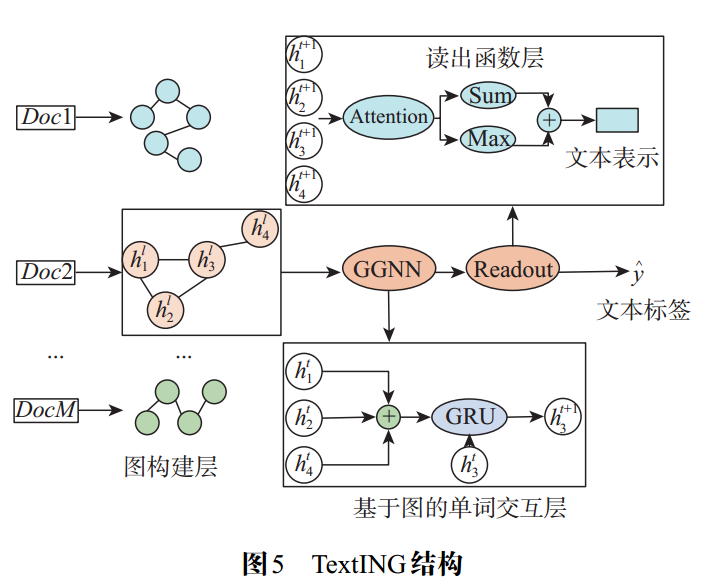 读出函数层
h_1^{t+1}
h_2^{t+1}
h_3^{t+1}
h_4^{t+1}
Attention
Sum
Max
+
文本表示
Doc1
Doc2
h_1^l
h_2^l
h_3^l
h_4^l
GGNN
Readout
ŷ
文本标签
...
...
DocM
图构建层
h_1^t
h_2^t
h_4^t
+
GRU
h_3^t
h_3^{t+1}
基于图的单词交互层
图5 TextING结构